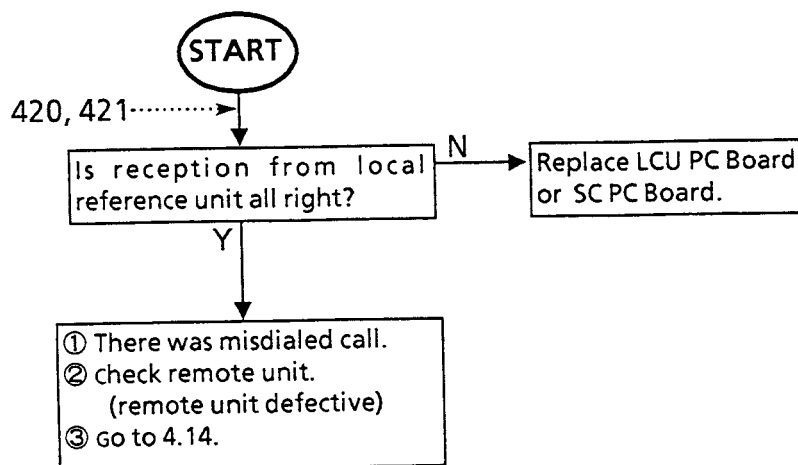 START
420, 421
Is reception from local
reference unit all right?
N
Replace LCU PC Board
or SC PC Board.
Y
① There was misdialed call.
② check remote unit.
(remote unit defective)
③ Go to 4.14.